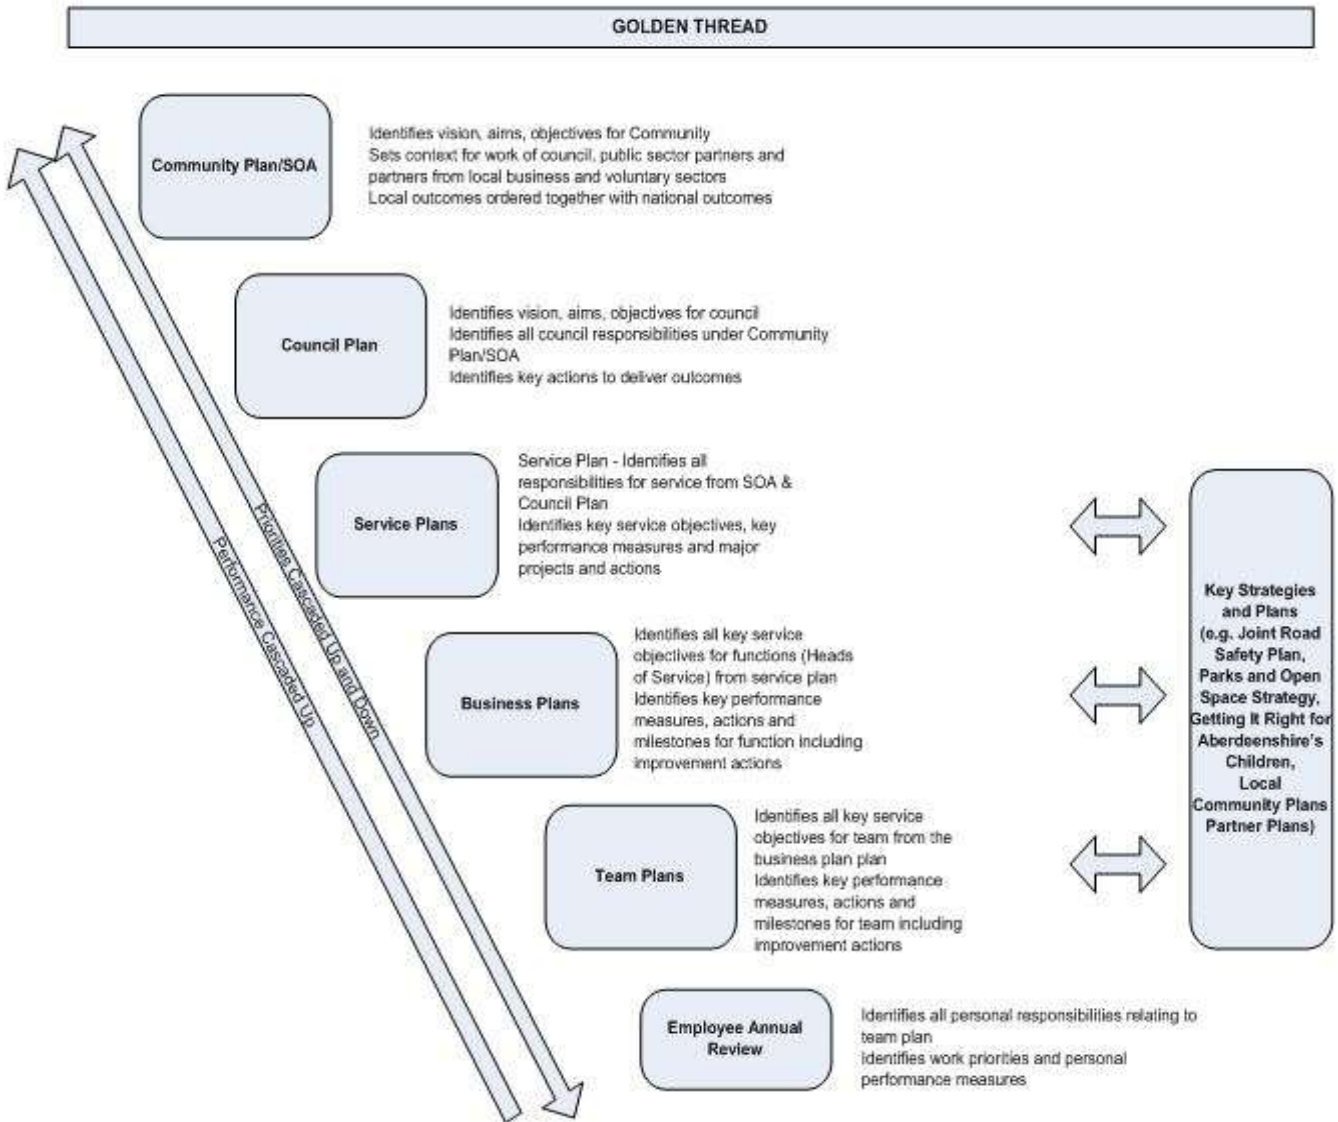 GOLDEN THREAD
Community Plan/SOA
Identifies vision, aims, objectives for Community
Sets context for work of council, public sector partners and
partners from local business and voluntary sectors
Local outcomes ordered together with national outcomes
Council Plan
Identifies vision, aims, objectives for council
Identifies all council responsibilities under Community
Plan/SOA
Identifies key actions to deliver outcomes
Service Plans
Service Plan - Identifies all
responsibilities for service from SOA &
Council Plan
Identifies key service objectives, key
performance measures and major
projects and actions
Business Plans
Identifies all key service
objectives for functions (Heads
of Service) from service plan
Identifies key performance
measures, actions and
milestones for function including
improvement actions
Team Plans
Identifies all key service
objectives for team from the
business plan plan
Identifies key performance
measures, actions and
milestones for team including
improvement actions
Employee Annual
Review
Identifies all personal responsibilities relating to
team plan
Identifies work priorities and personal
performance measures
Performance Cascaded Up
Priorities Cascaded Up and Down
Key Strategies
and Plans
(e.g. Joint Road
Safety Plan,
Parks and Open
Space Strategy,
Getting It Right for
Aberdeenshire's
Children,
Local
Community Plans
Partner Plans)